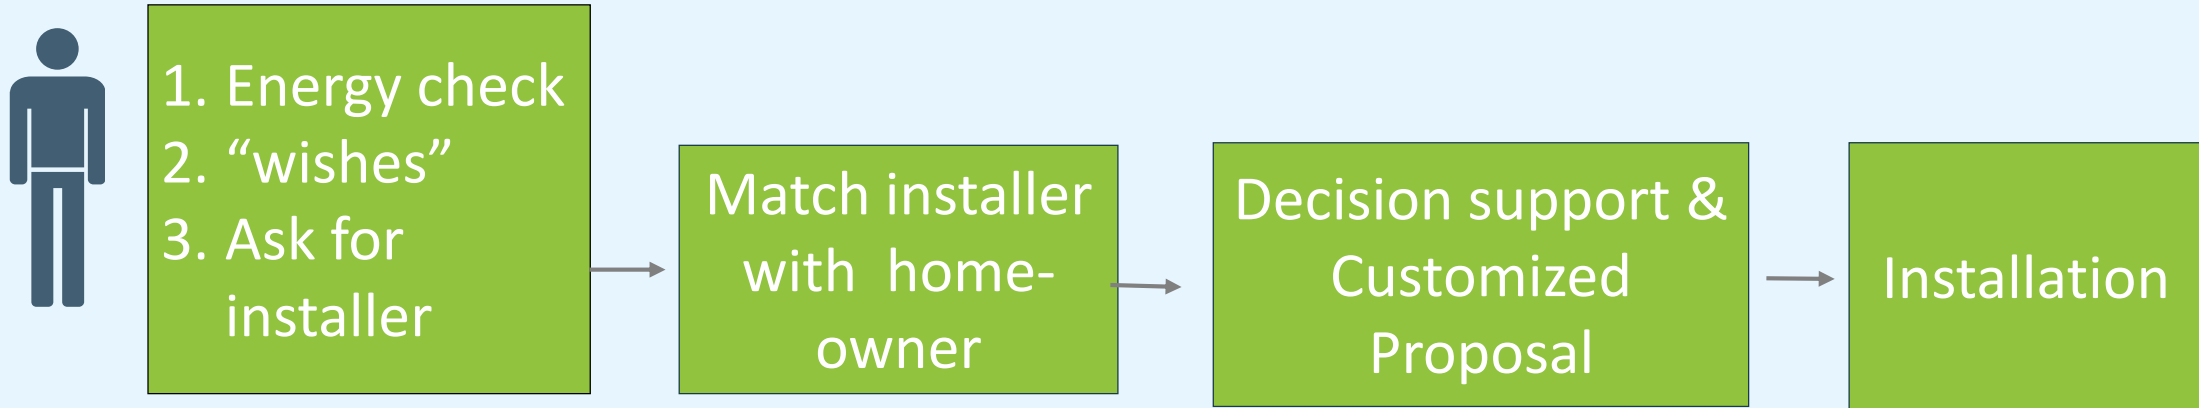 1. Energy check
2. “wishes”
3. Ask for
installer
Match installer
with home-
owner
Decision support &
Customized
Proposal
Installation